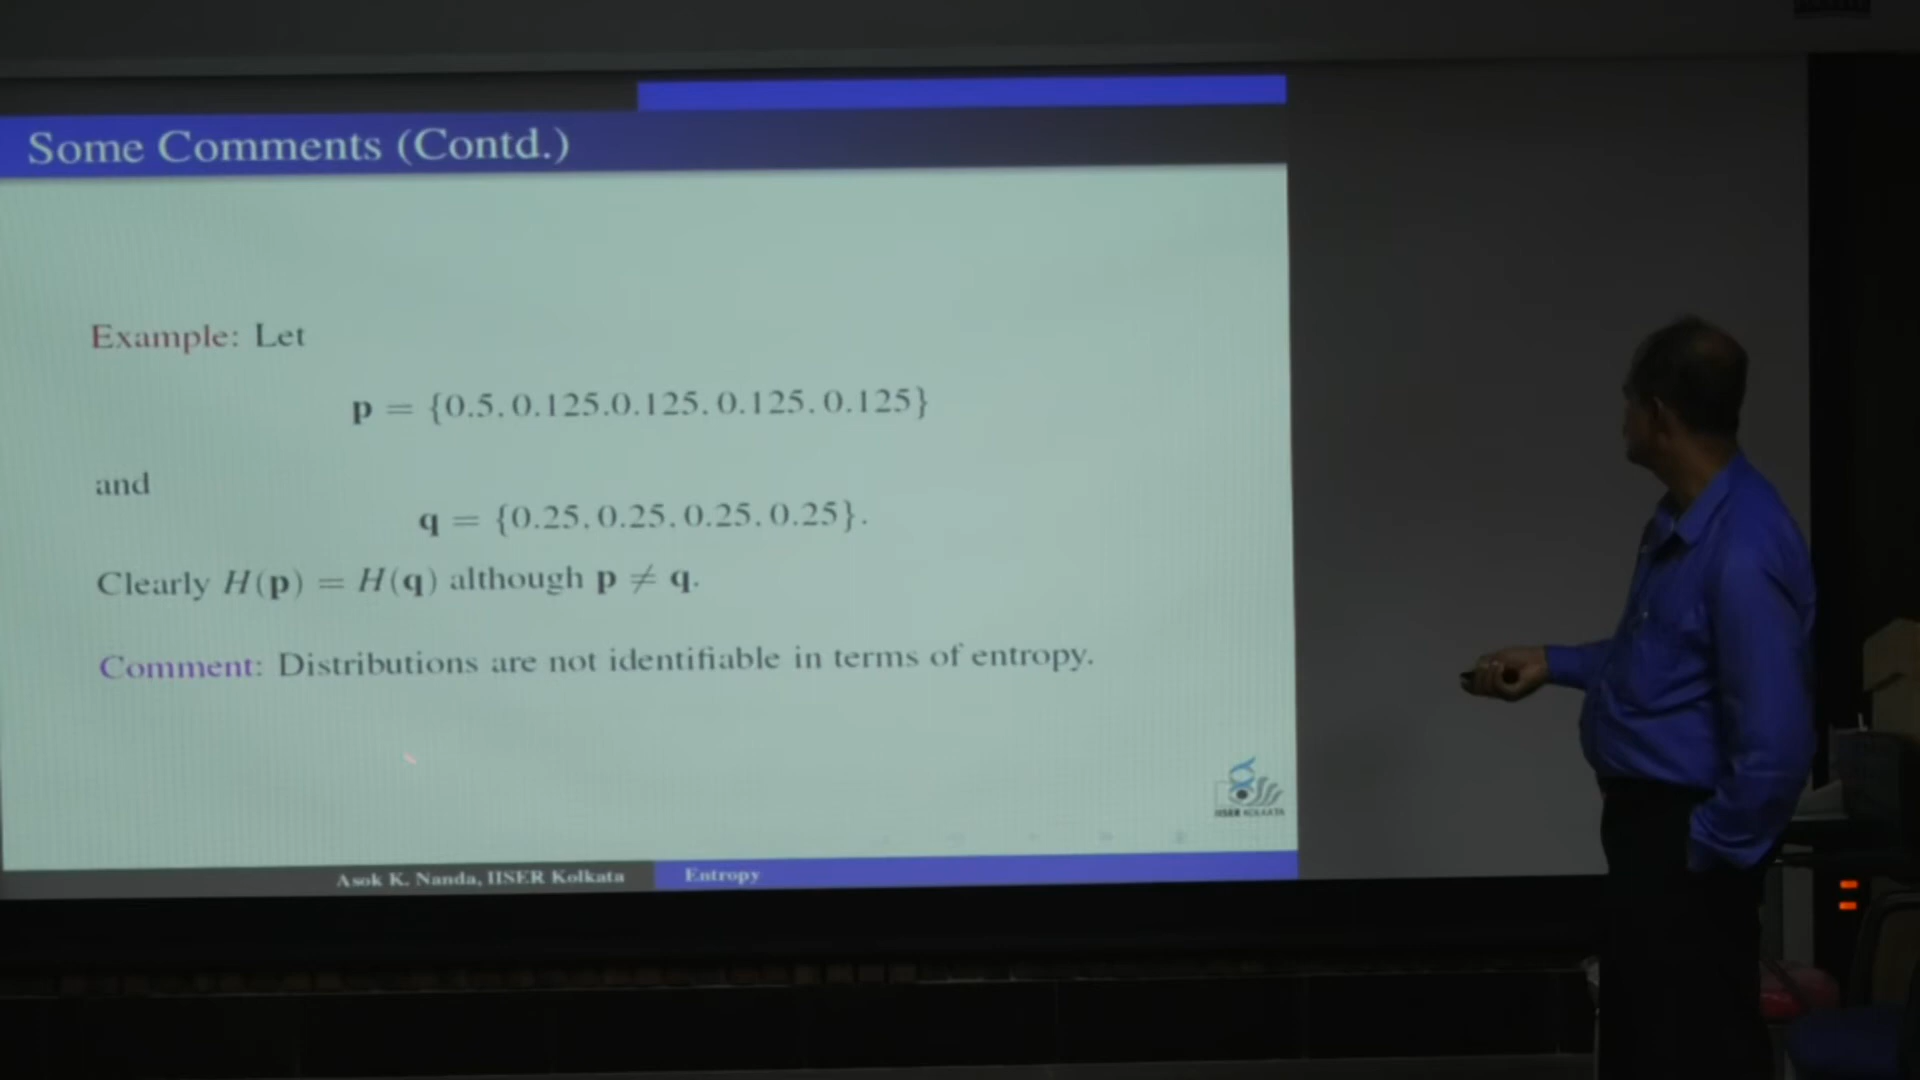 Some Comments (Contd.)
Example: Let
p = {0.5, 0.125.0.125, 0.125, 0.125}
and
q = {0.25, 0.25, 0.25, 0.25}.
Clearly H(p) = H(q) although p ≠ q.
Comment: Distributions are not identifiable in terms of entropy.
IISER KOLKATA
Asok K. Nanda, IISER Kolkata Entropy